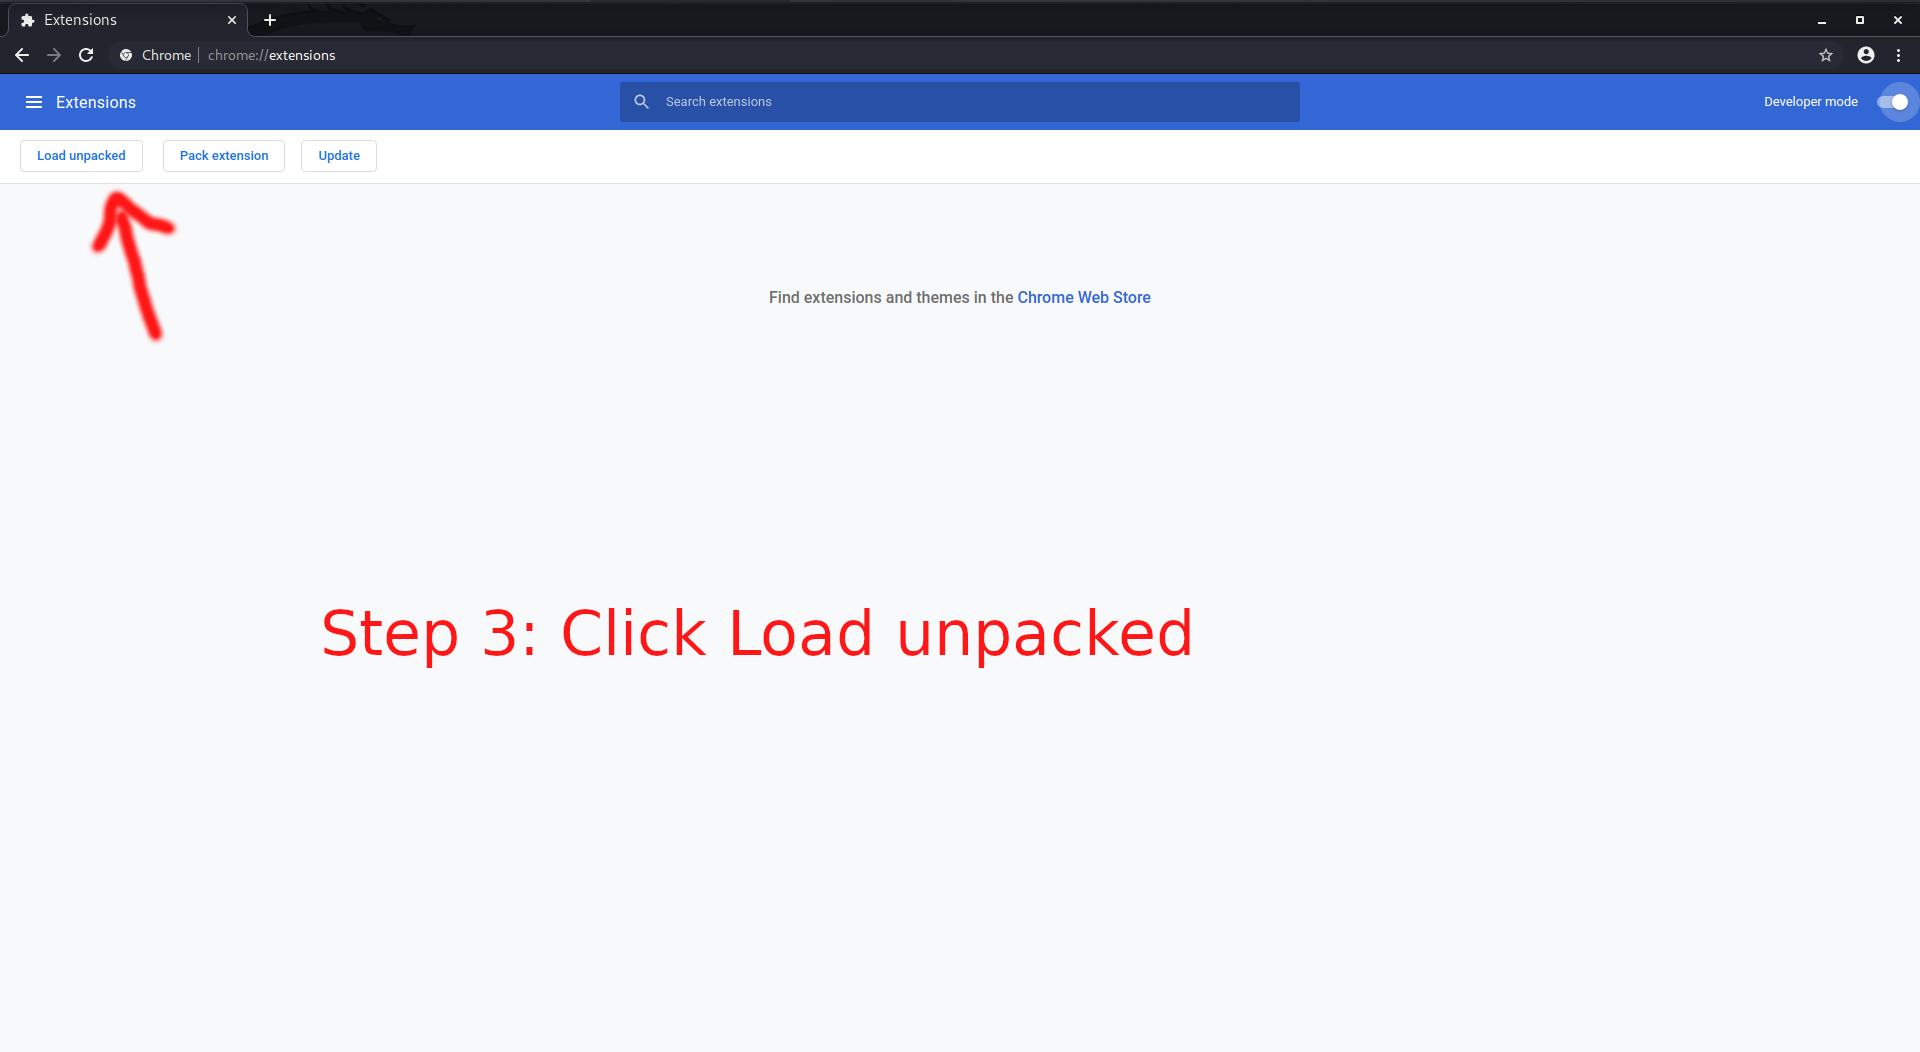 Extensions
Chrome chrome://extensions
Extensions Search extensions Developer mode
Load unpacked Pack extension Update
Find extensions and themes in the Chrome Web Store
Step 3: Click Load unpacked